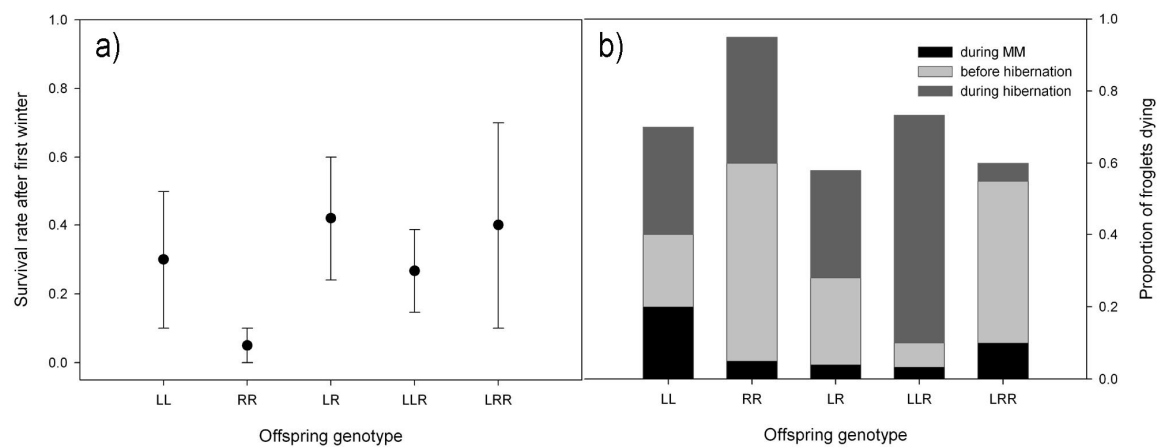 a)
Survival rate after first winter
1.0
0.8
0.6
0.4
0.2
0.0
LL RR LR LLR LRR
Offspring genotype
b)
during MM
before hibernation
during hibernation
Proportion of froglets dying
1.0
0.8
0.6
0.4
0.2
0.0
LL RR LR LLR LRR
Offspring genotype